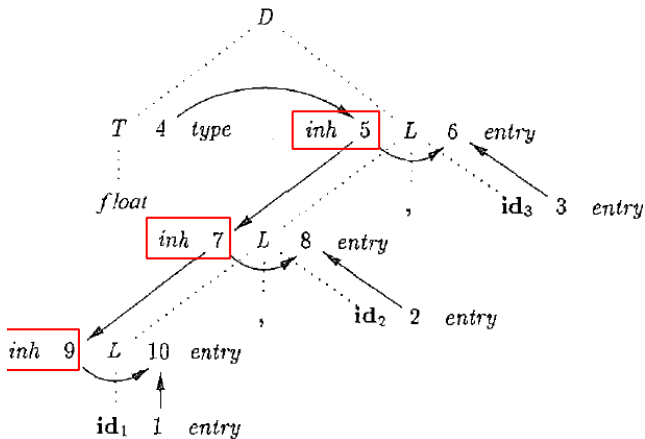 D
T 4 type inh 5 L 6 entry
float , id₃ 3 entry
inh 7 L 8 entry
, id₂ 2 entry
inh 9 L 10 entry
id₁ 1 entry